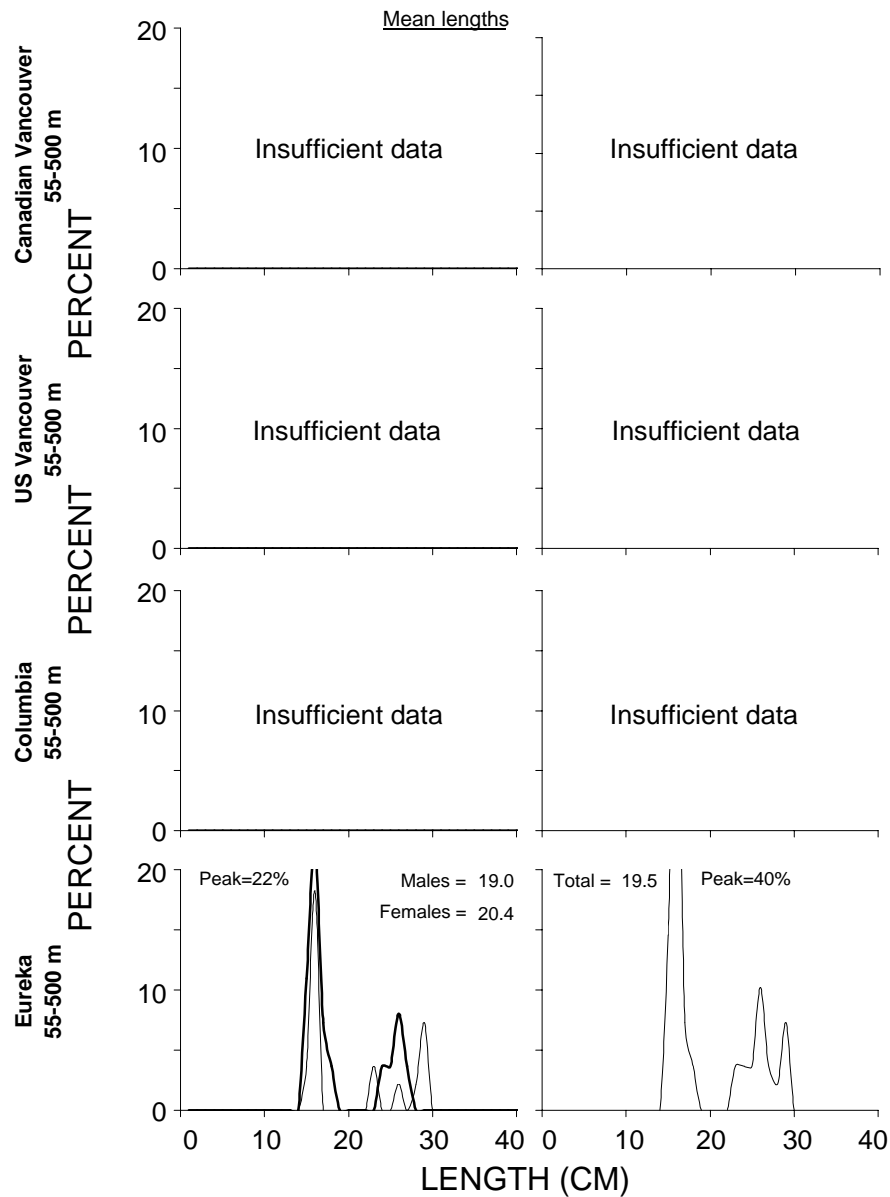 Mean lengths
Canadian Vancouver
55-500 m
PERCENT
20
10
0
Insufficient data
Insufficient data
US Vancouver
55-500 m
PERCENT
20
10
0
Insufficient data
Insufficient data
Columbia
55-500 m
PERCENT
20
10
0
Insufficient data
Insufficient data
Eureka
55-500 m
PERCENT
20
10
0
Peak=22%
Males = 19.0
Females = 20.4
Total = 19.5
Peak=40%
0 10 20 30 40 0 10 20 30 40
LENGTH (CM)